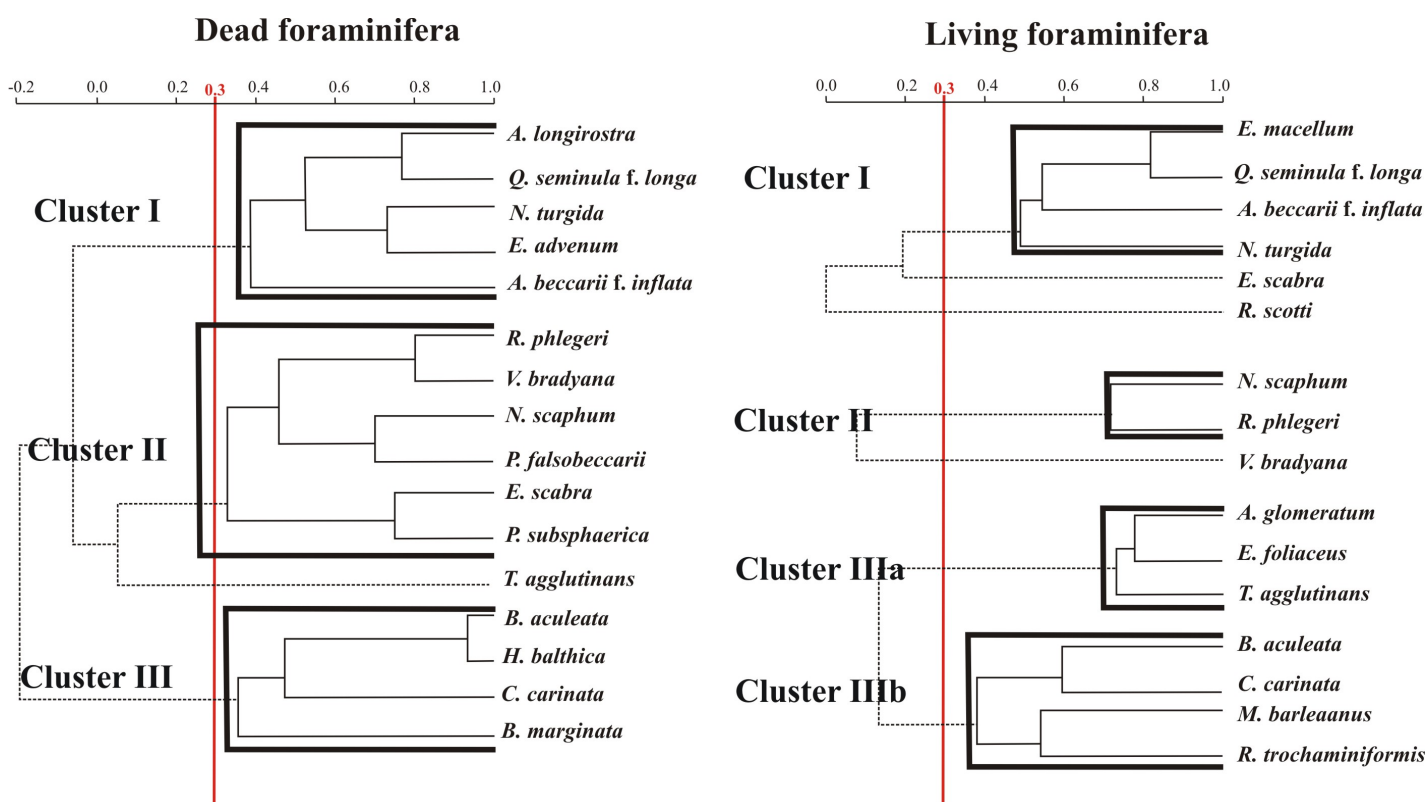 Dead foraminifera
-0.2 0.0 0.2 0.3 0.4 0.6 0.8 1.0
Cluster I
A. longirostra
Q. seminula f. longa
N. turgida
E. advenum
A. beccarii f. inflata
Cluster II
R. phlegeri
V. bradyana
N. scaphum
P. falsobeccarii
E. scabra
P. subsphaerica
T. agglutinans
Cluster III
B. aculeata
H. balthica
C. carinata
B. marginata
Living foraminifera
0.0 0.2 0.3 0.4 0.6 0.8 1.0
Cluster I
E. macellum
Q. seminula f. longa
A. beccarii f. inflata
N. turgida
E. scabra
R. scotti
Cluster II
N. scaphum
R. phlegeri
V. bradyana
Cluster IIIa
A. glomeratum
E. foliaceus
T. agglutinans
Cluster IIIb
B. aculeata
C. carinata
M. barleaanus
R. trochaminiformis